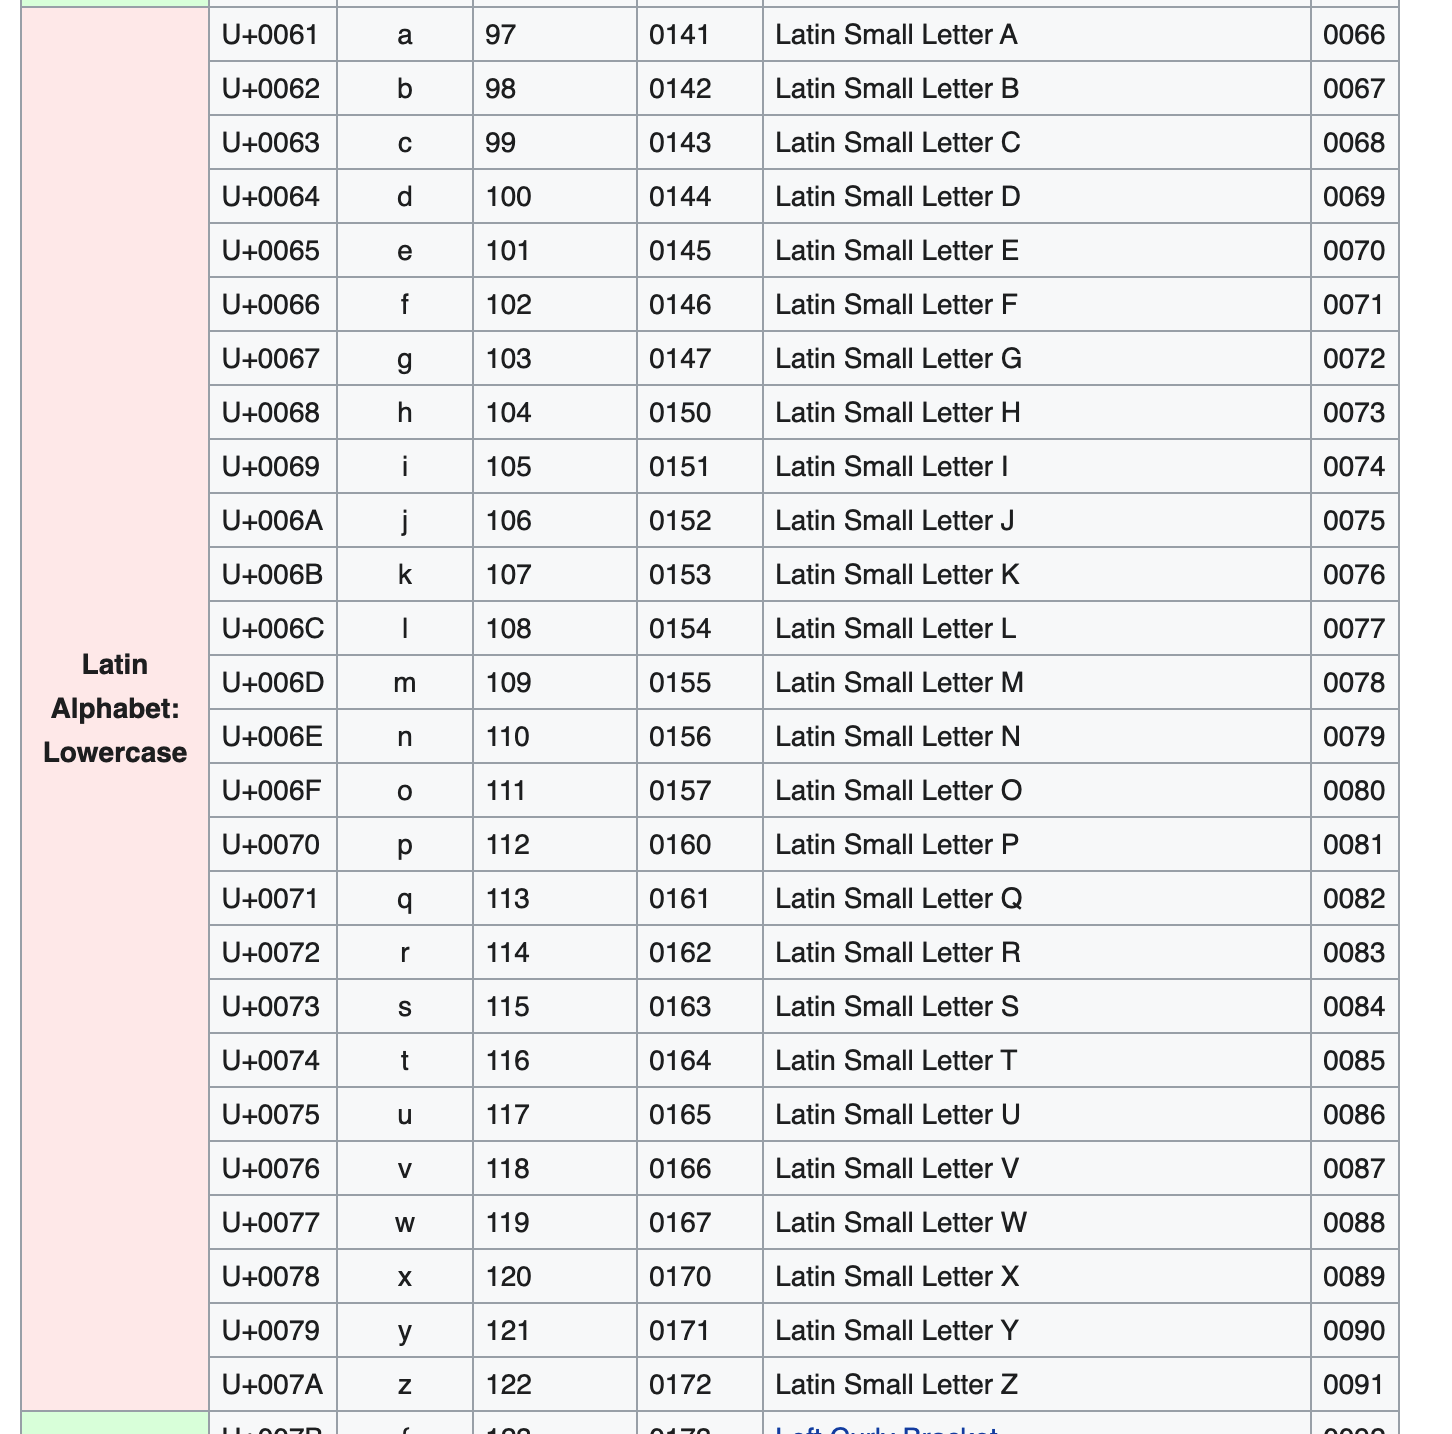 U+0061 a 97 0141 Latin Small Letter A 0066
U+0062 b 98 0142 Latin Small Letter B 0067
U+0063 c 99 0143 Latin Small Letter C 0068
U+0064 d 100 0144 Latin Small Letter D 0069
U+0065 e 101 0145 Latin Small Letter E 0070
U+0066 f 102 0146 Latin Small Letter F 0071
U+0067 g 103 0147 Latin Small Letter G 0072
U+0068 h 104 0150 Latin Small Letter H 0073
U+0069 i 105 0151 Latin Small Letter I 0074
U+006A j 106 0152 Latin Small Letter J 0075
U+006B k 107 0153 Latin Small Letter K 0076
U+006C l 108 0154 Latin Small Letter L 0077
Latin
Alphabet:
Lowercase
U+006D m 109 0155 Latin Small Letter M 0078
U+006E n 110 0156 Latin Small Letter N 0079
U+006F o 111 0157 Latin Small Letter O 0080
U+0070 p 112 0160 Latin Small Letter P 0081
U+0071 q 113 0161 Latin Small Letter Q 0082
U+0072 r 114 0162 Latin Small Letter R 0083
U+0073 s 115 0163 Latin Small Letter S 0084
U+0074 t 116 0164 Latin Small Letter T 0085
U+0075 u 117 0165 Latin Small Letter U 0086
U+0076 v 118 0166 Latin Small Letter V 0087
U+0077 w 119 0167 Latin Small Letter W 0088
U+0078 x 120 0170 Latin Small Letter X 0089
U+0079 y 121 0171 Latin Small Letter Y 0090
U+007A z 122 0172 Latin Small Letter Z 0091
Left Curly Bracket